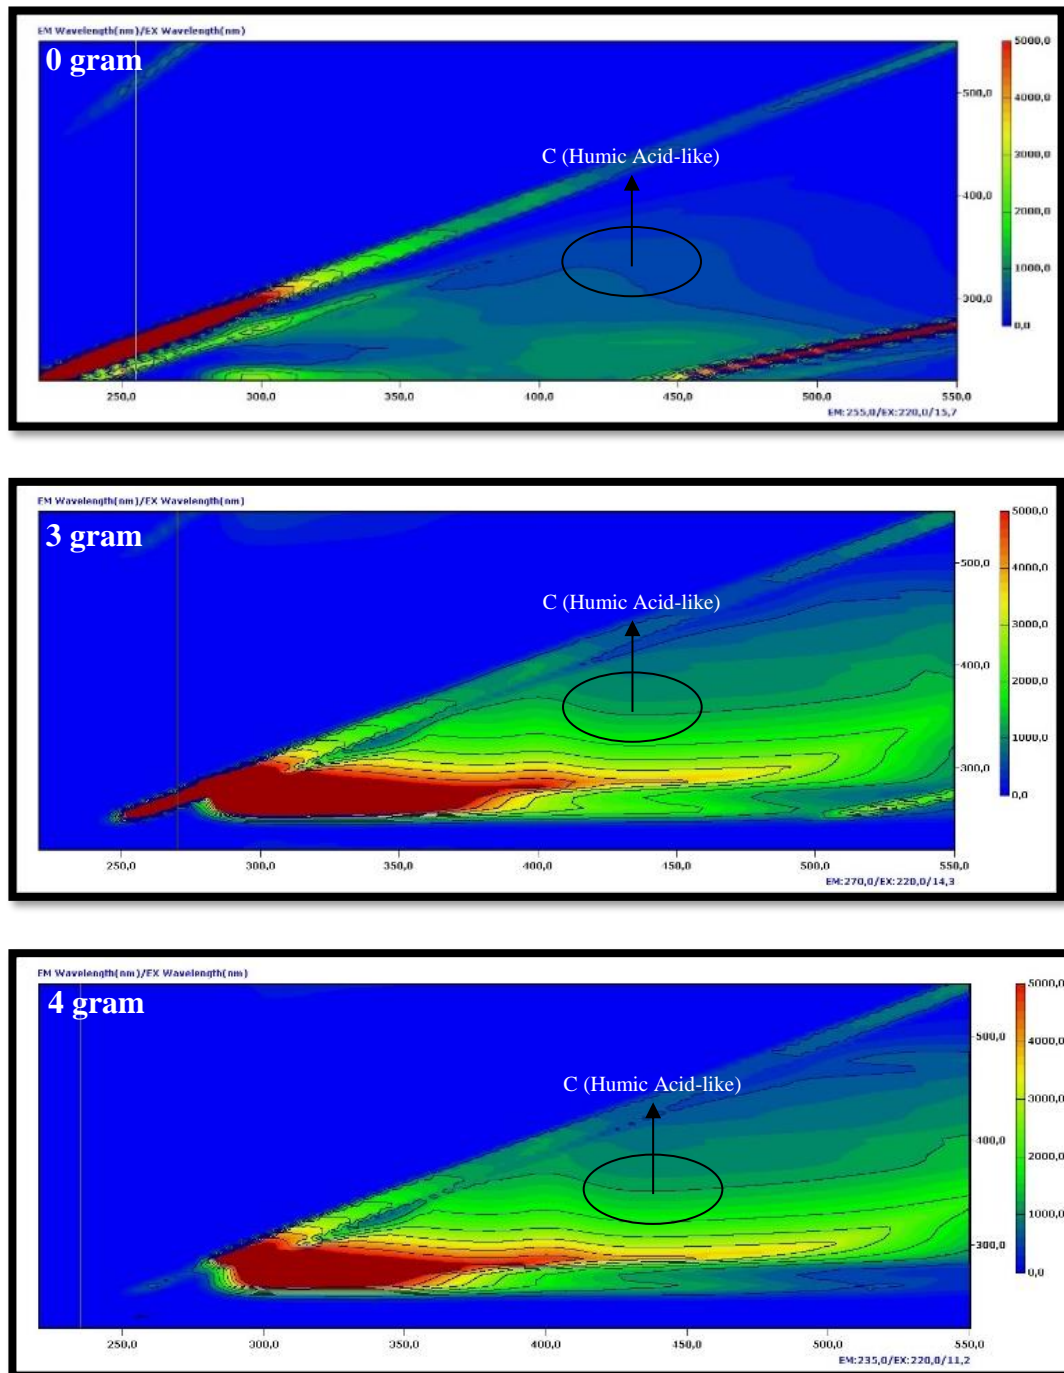 EM Wavelength(nm)/EX Wavelength(nm)
0 gram
C (Humic Acid-like)
5000,0
4000,0
3000,0
2000,0
1000,0
0,0
500,0
400,0
300,0
250,0 300,0 350,0 400,0 450,0 500,0 550,0
EM:255,0/EX:220,0/15,7
EM Wavelength(nm)/EX Wavelength(nm)
3 gram
C (Humic Acid-like)
5000,0
4000,0
3000,0
2000,0
1000,0
0,0
500,0
400,0
300,0
250,0 300,0 350,0 400,0 450,0 500,0 550,0
EM:270,0/EX:220,0/14,3
EM Wavelength(nm)/EX Wavelength(nm)
4 gram
C (Humic Acid-like)
5000,0
4000,0
3000,0
2000,0
1000,0
0,0
500,0
400,0
300,0
250,0 300,0 350,0 400,0 450,0 500,0 550,0
EM:235,0/EX:220,0/11,2